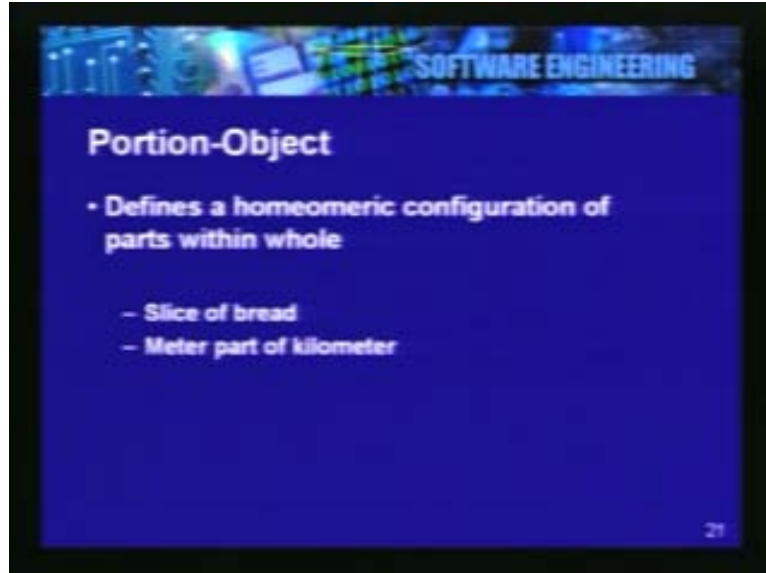 SOFTWARE ENGINEERING
Portion-Object
• Defines a homeomeric configuration of
parts within whole
– Slice of bread
– Meter part of kilometer
21